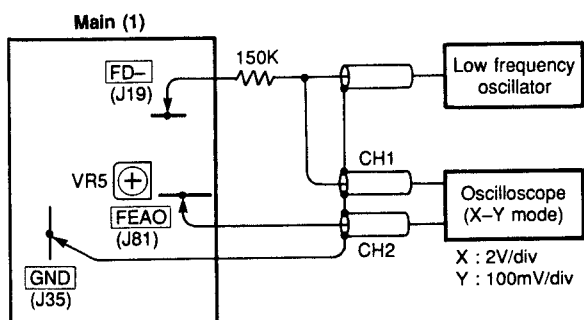 Main (1)
150K
FD–
(J19)
Low frequency
oscillator
CH1
VR5
FEAO
(J81)
Oscilloscope
(X–Y mode)
CH2
X : 2V/div
Y : 100mV/div
GND
(J35)